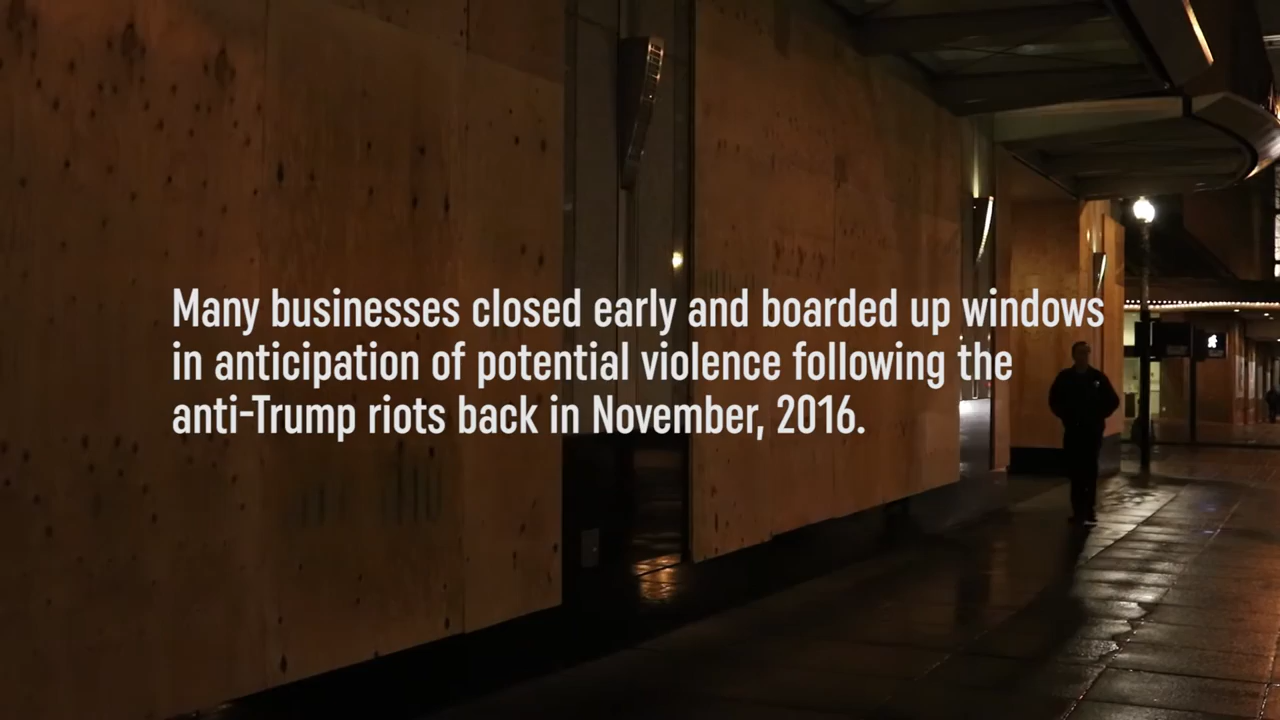 Many businesses closed early and boarded up windows
in anticipation of potential violence following the
anti-Trump riots back in November, 2016.